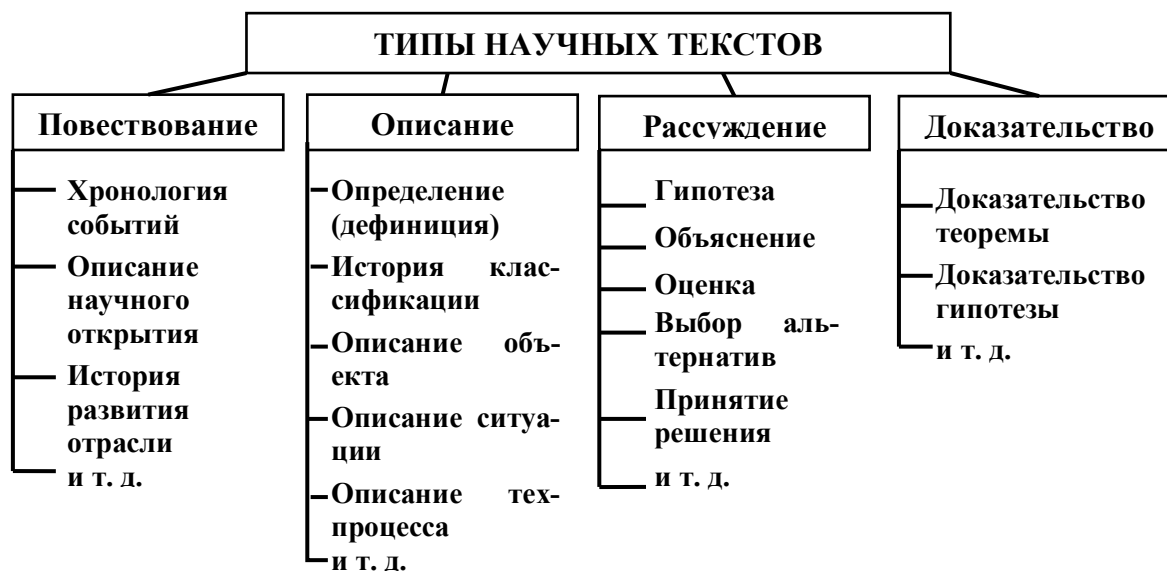 ТИПЫ НАУЧНЫХ ТЕКСТОВ
Повествование
Хронология
событий
Описание
научного
открытия
История
развития
отрасли
и т. д.
Описание
Определение
(дефиниция)
История клас-
сификации
Описание объ-
екта
Описание ситуа-
ции
Описание тех-
процесса
и т. д.
Рассуждение
Гипотеза
Объяснение
Оценка
Выбор аль-
тернатив
Принятие
решения
и т. д.
Доказательство
Доказательство
теоремы
Доказательство
гипотезы
и т. д.